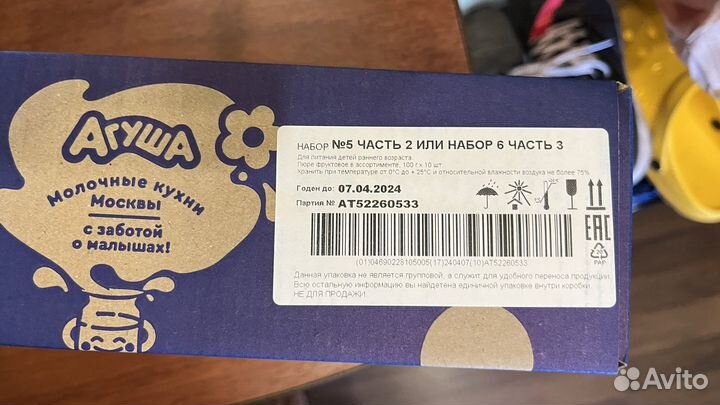 АГУША
Молочные кухни
Москвы
с заботой
о малышах!
НАБОР №5 ЧАСТЬ 2 ИЛИ НАБОР 6 ЧАСТЬ 3
Для питания детей раннего возраста.
Пюре фруктовое в ассортименте, 100 г х 10 шт.
Хранить при температуре от 0°С до + 25°С и относительной влажности воздуха не более 75%
Годен до: 07.04.2024
Партия № AT52260533
EAC
20
PAP
(01)04690228105005(17)240407(10)AT52260533
Данная упаковка не является групповой, а служит для удобного переноса продукции.
Всю остальную информацию вы найдете на единичной упаковке внутри коробки.
НЕ ДЛЯ ПРОДАЖИ
Avito